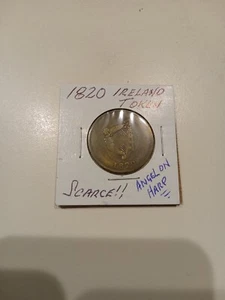 1820 IRELAND
TOKEN
SCARCE!!
ANGEL ON
HARP